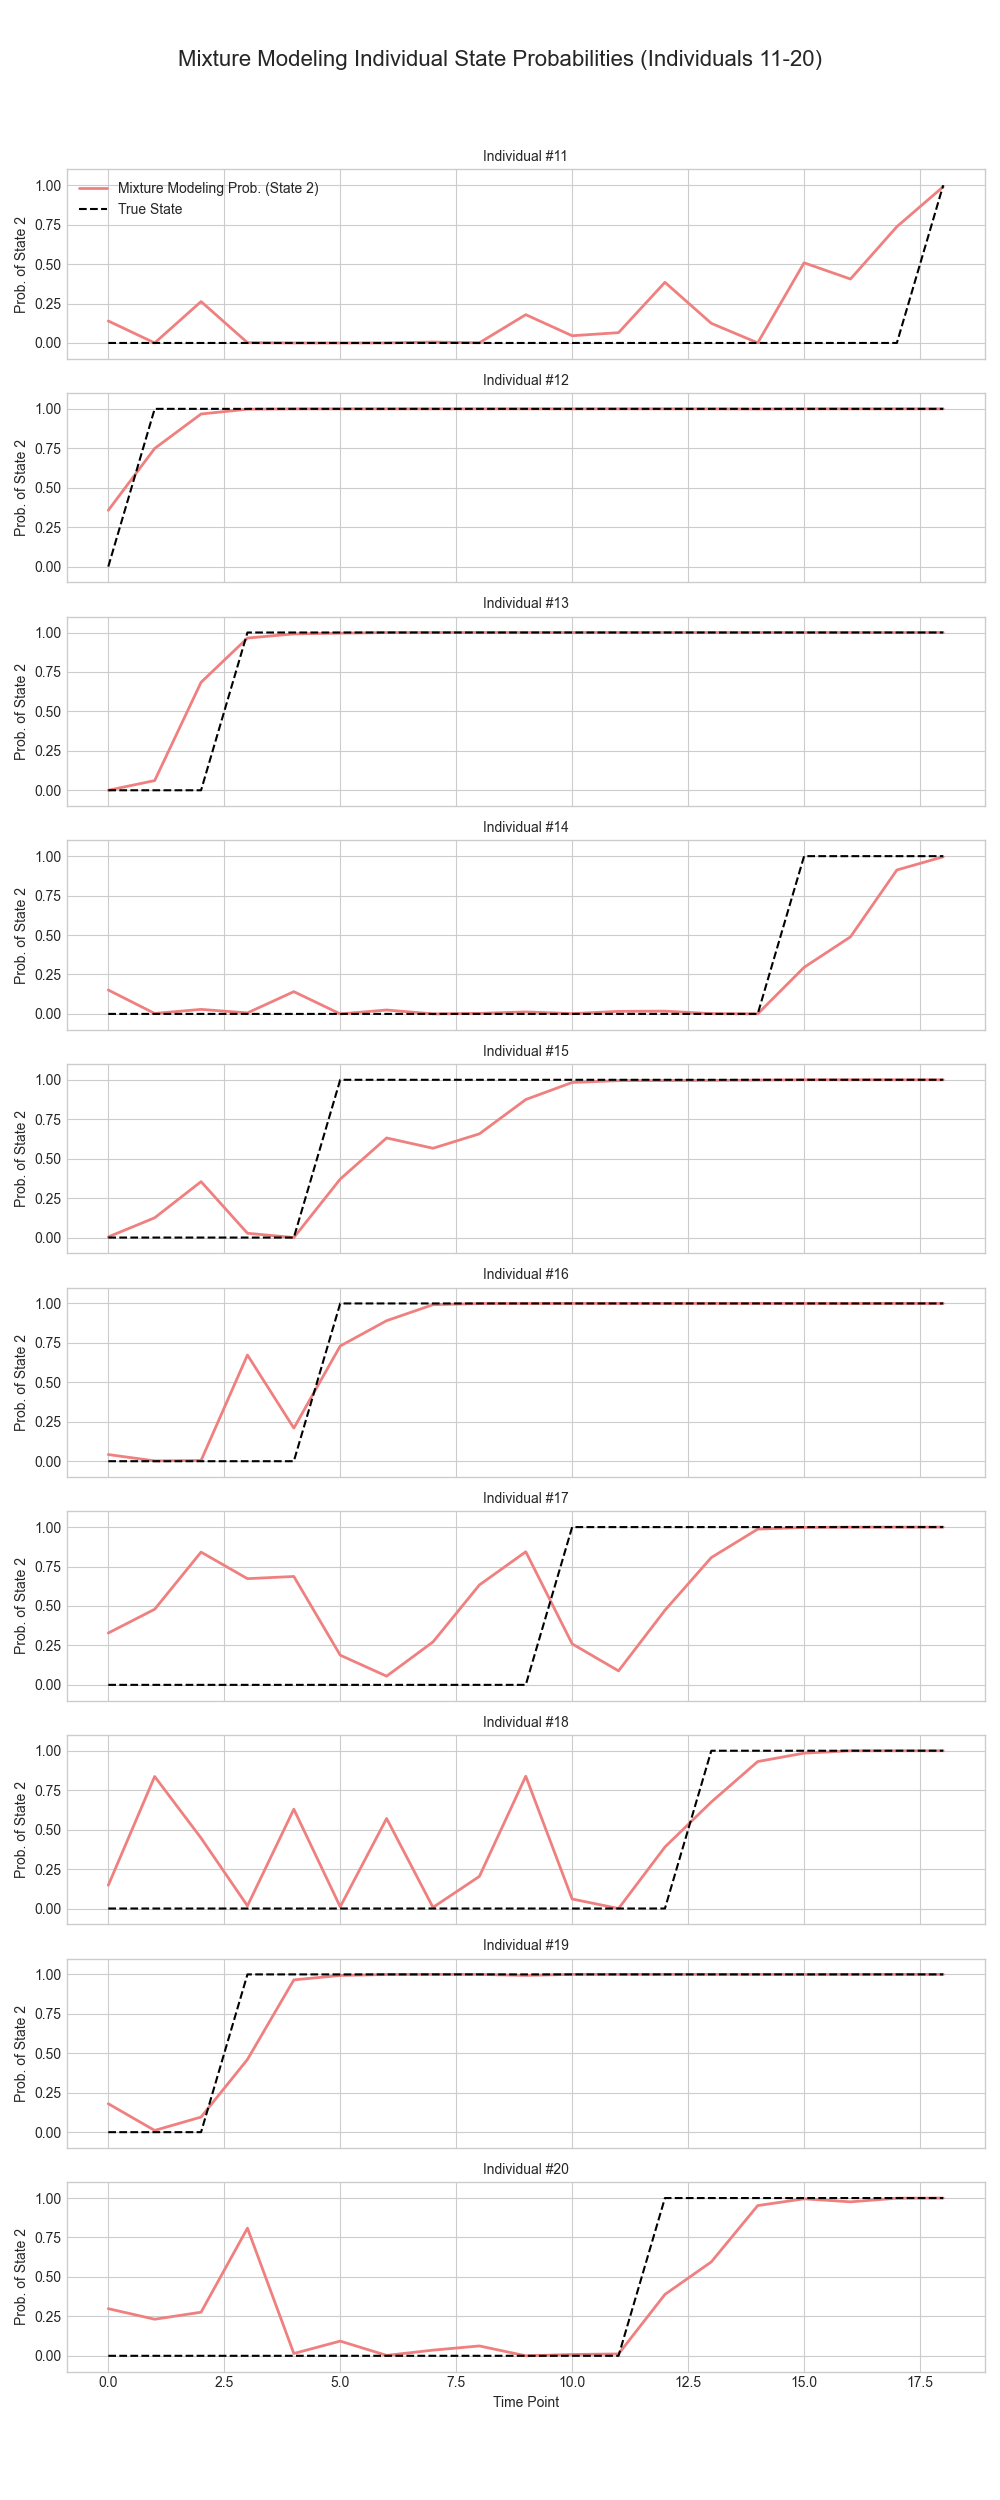 Mixture Modeling Individual State Probabilities (Individuals 11-20)
Individual #11
Mixture Modeling Prob. (State 2)
True State
Prob. of State 2
1.00
0.75
0.50
0.25
0.00
Individual #12
Prob. of State 2
1.00
0.75
0.50
0.25
0.00
Individual #13
Prob. of State 2
1.00
0.75
0.50
0.25
0.00
Individual #14
Prob. of State 2
1.00
0.75
0.50
0.25
0.00
Individual #15
Prob. of State 2
1.00
0.75
0.50
0.25
0.00
Individual #16
Prob. of State 2
1.00
0.75
0.50
0.25
0.00
Individual #17
Prob. of State 2
1.00
0.75
0.50
0.25
0.00
Individual #18
Prob. of State 2
1.00
0.75
0.50
0.25
0.00
Individual #19
Prob. of State 2
1.00
0.75
0.50
0.25
0.00
Individual #20
Prob. of State 2
1.00
0.75
0.50
0.25
0.00
0.0 2.5 5.0 7.5 10.0 12.5 15.0 17.5
Time Point